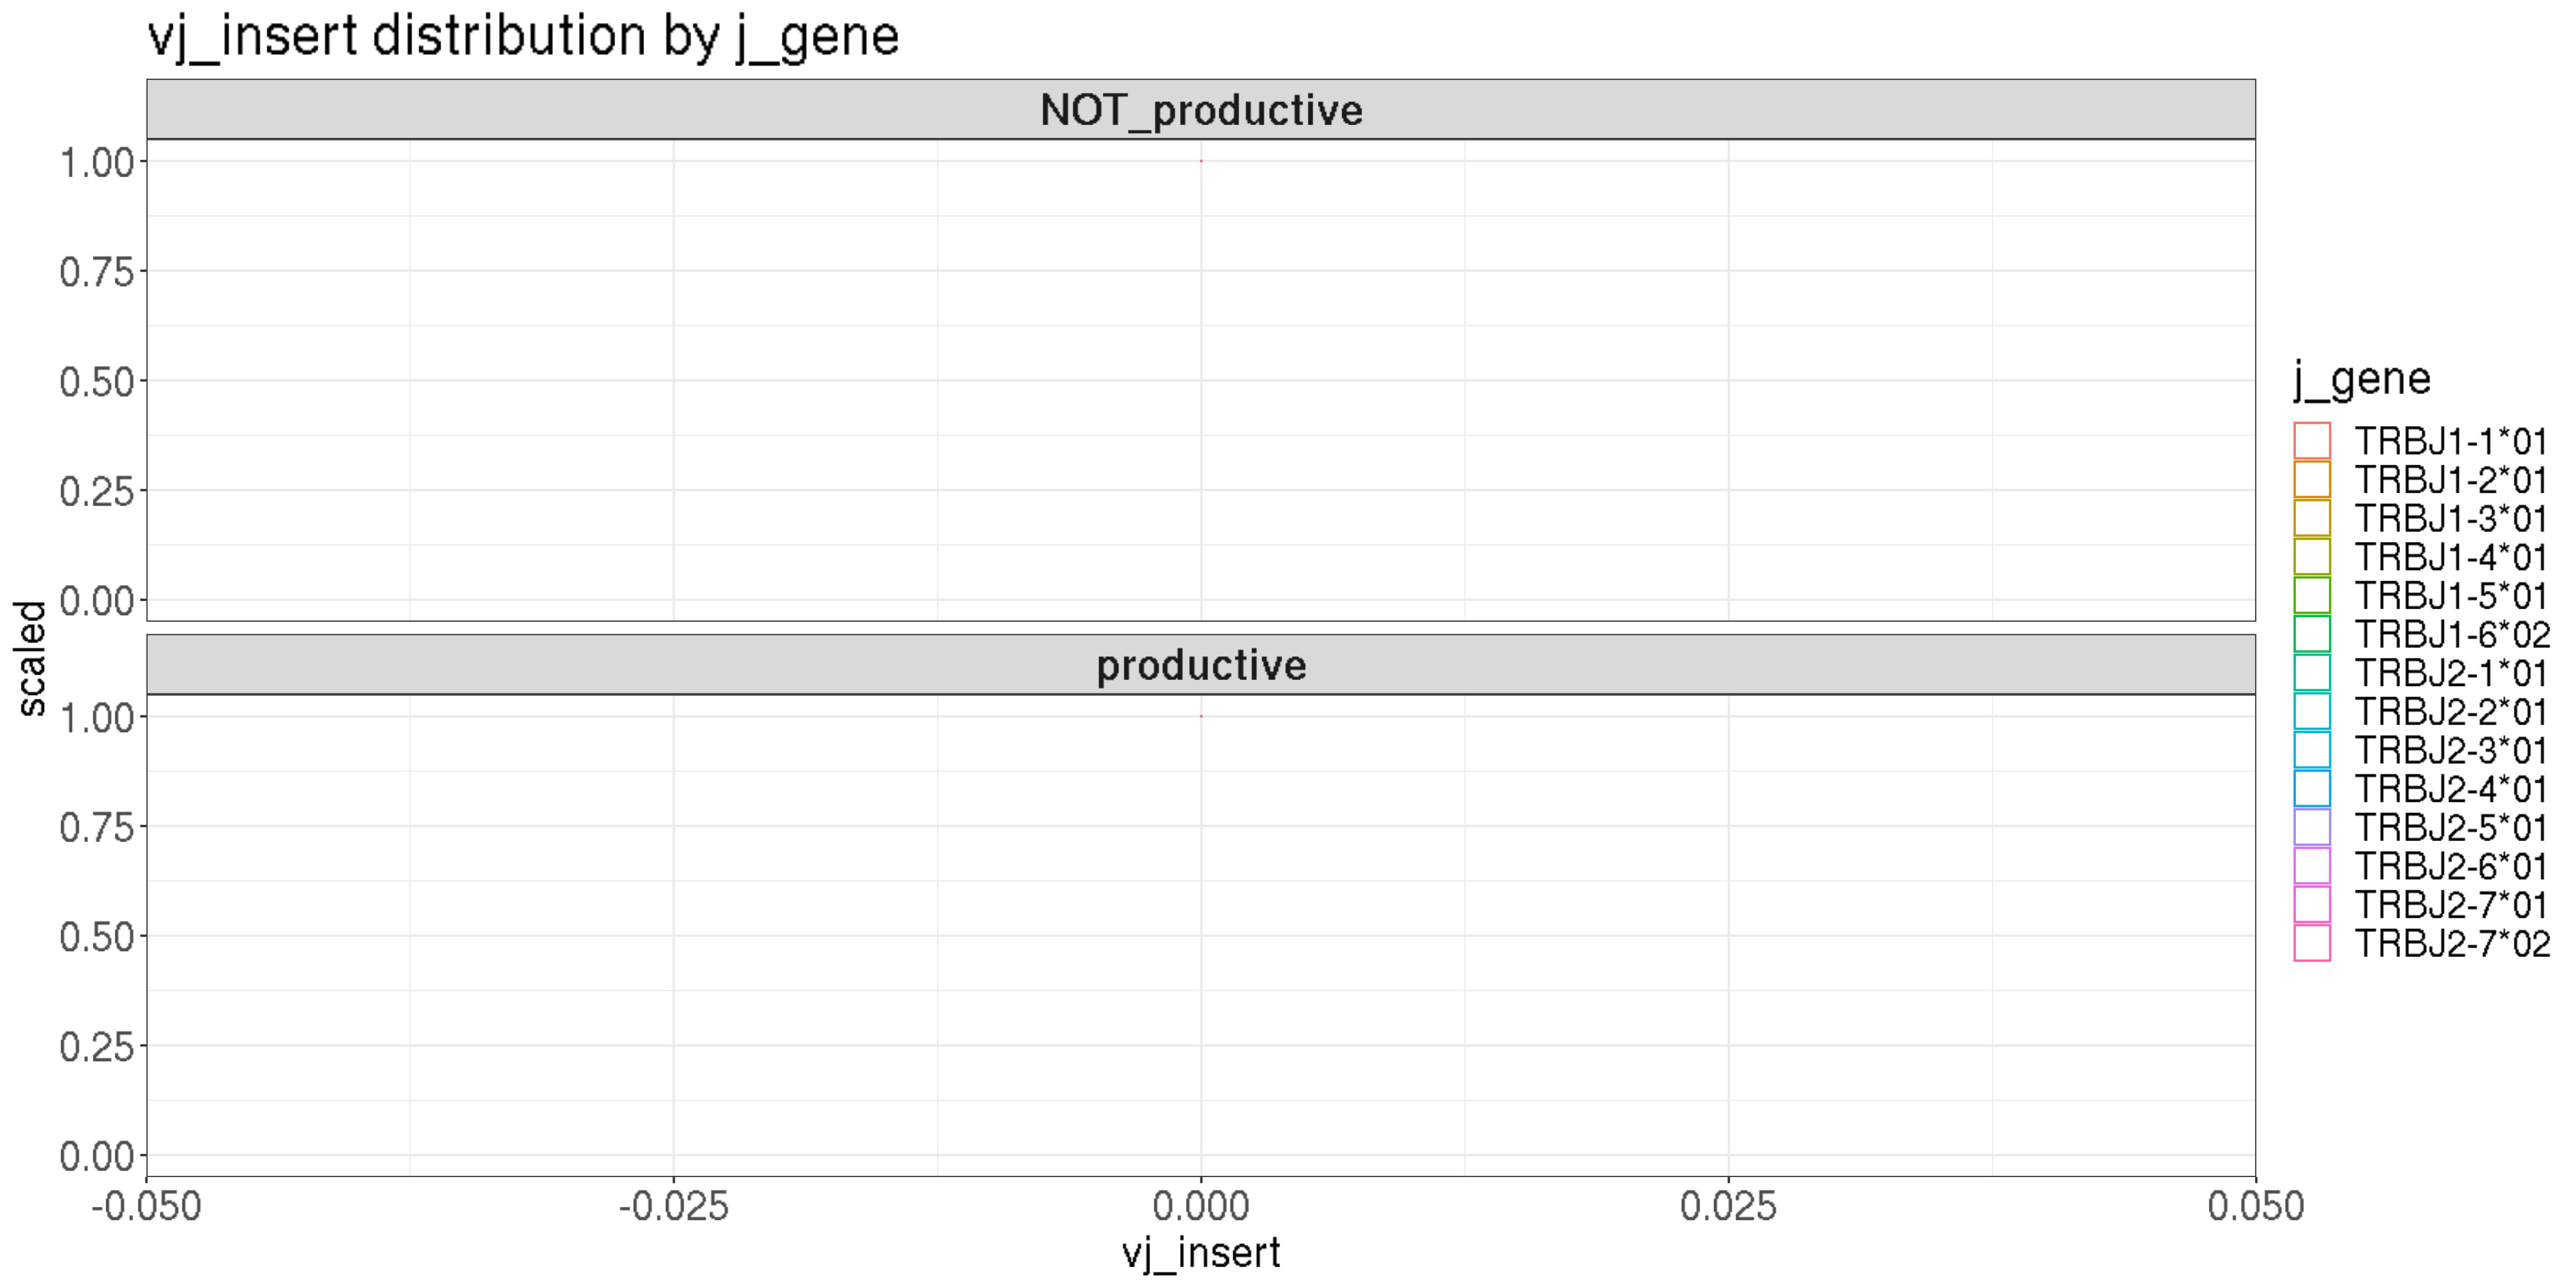 vj_insert distribution by j_gene
NOT_productive
1.00
0.75
0.50
0.25
0.00
scaled
productive
1.00
0.75
0.50
0.25
0.00
-0.050
-0.025
0.000
0.025
0.050
vj_insert
j_gene
TRBJ1-1*01
TRBJ1-2*01
TRBJ1-3*01
TRBJ1-4*01
TRBJ1-5*01
TRBJ1-6*02
TRBJ2-1*01
TRBJ2-2*01
TRBJ2-3*01
TRBJ2-4*01
TRBJ2-5*01
TRBJ2-6*01
TRBJ2-7*01
TRBJ2-7*02